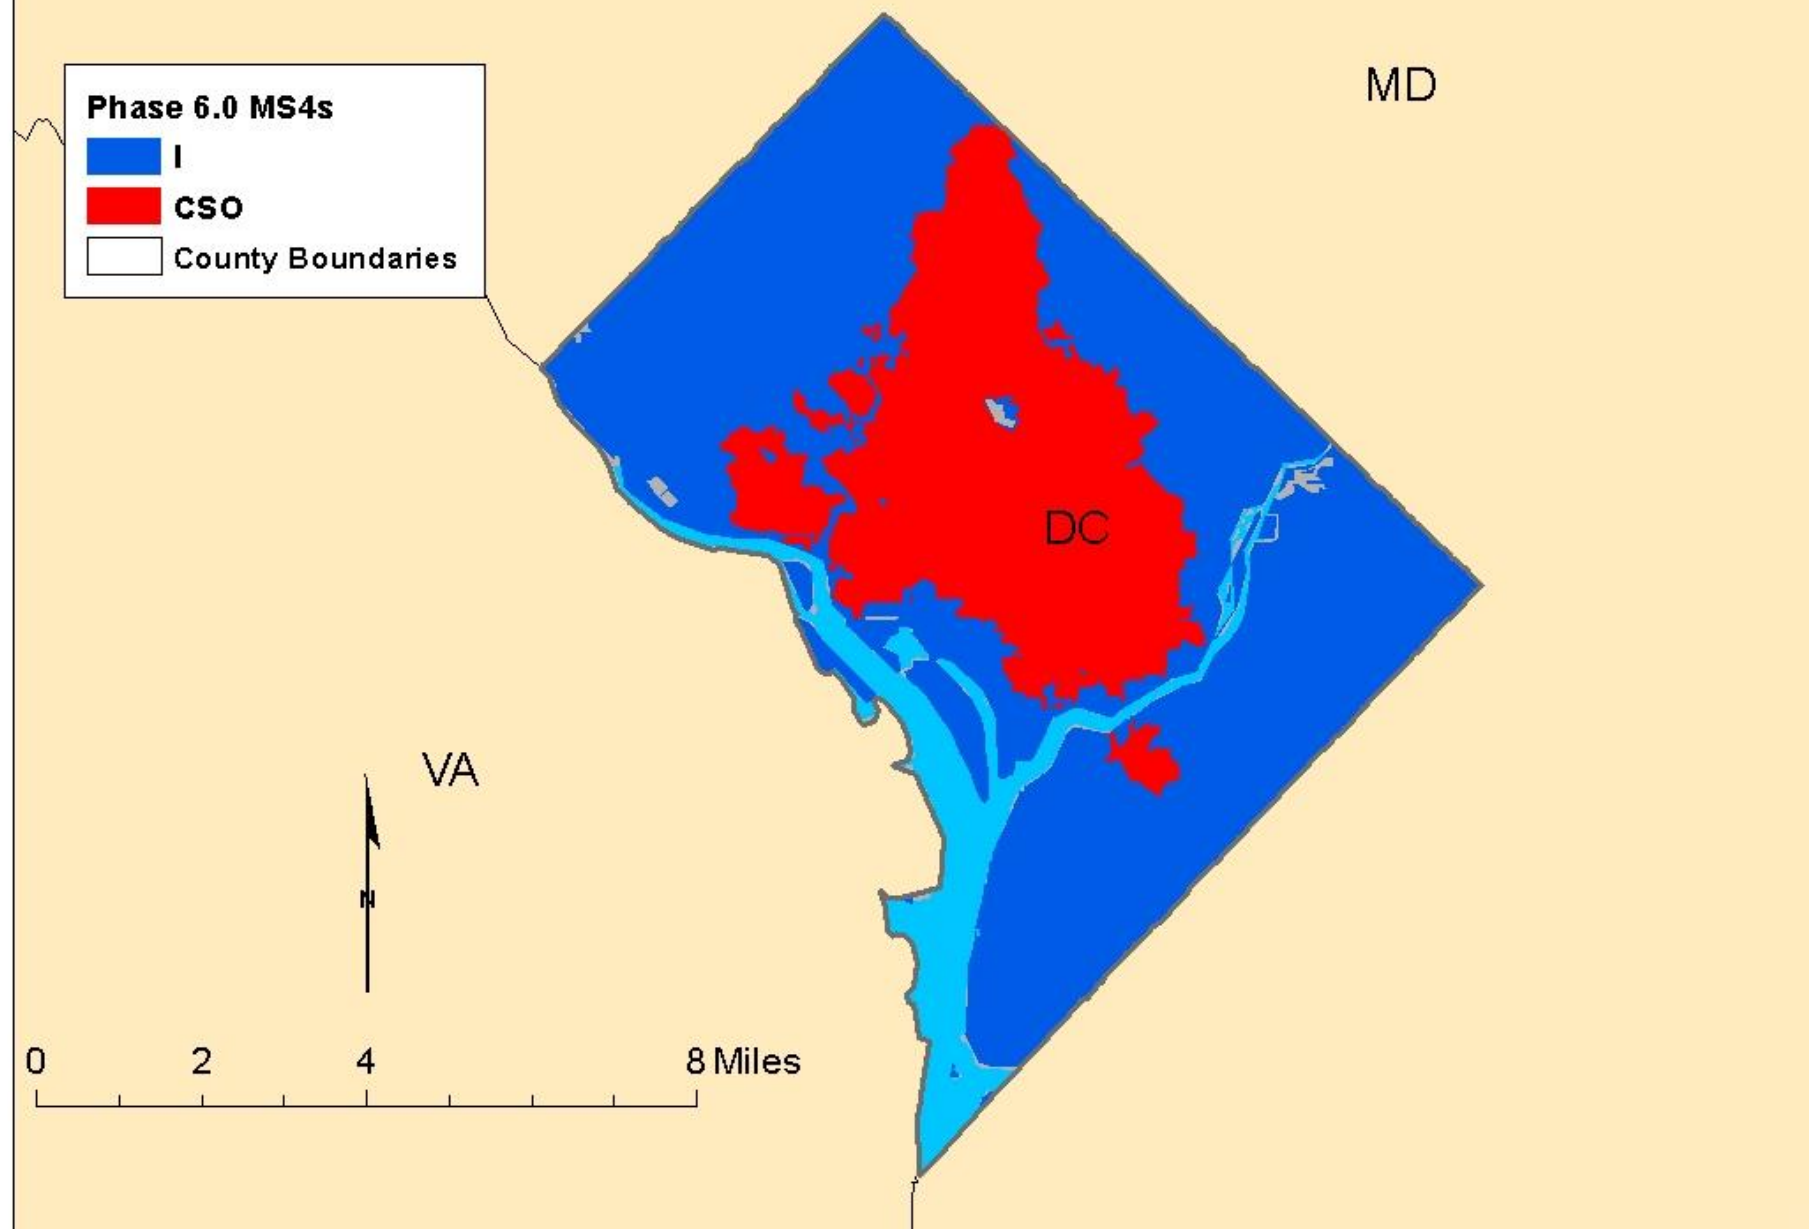 Phase 6.0 MS4s
I
CSO
County Boundaries
MD
DC
VA
N
0 2 4 8 Miles